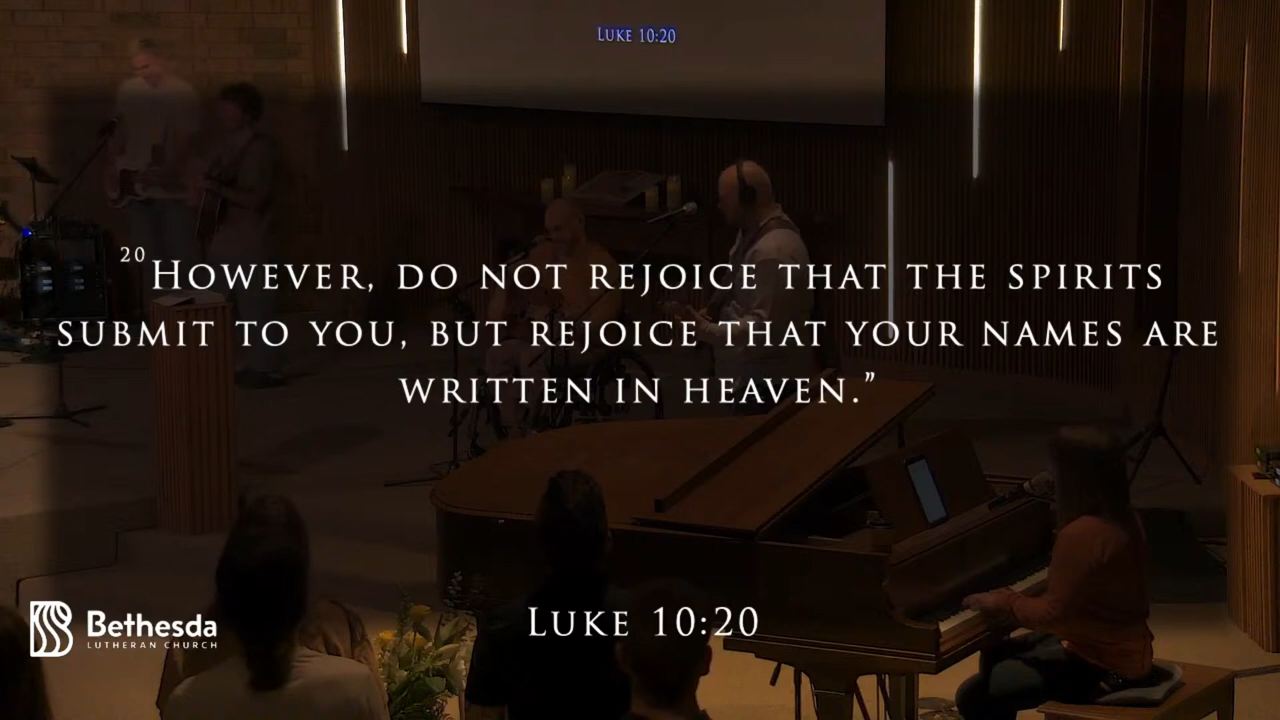 Luke 10:20
20 However, do not rejoice that the spirits
submit to you, but rejoice that your names are
written in heaven.”
Luke 10:20
Bethesda
LUTHERAN CHURCH